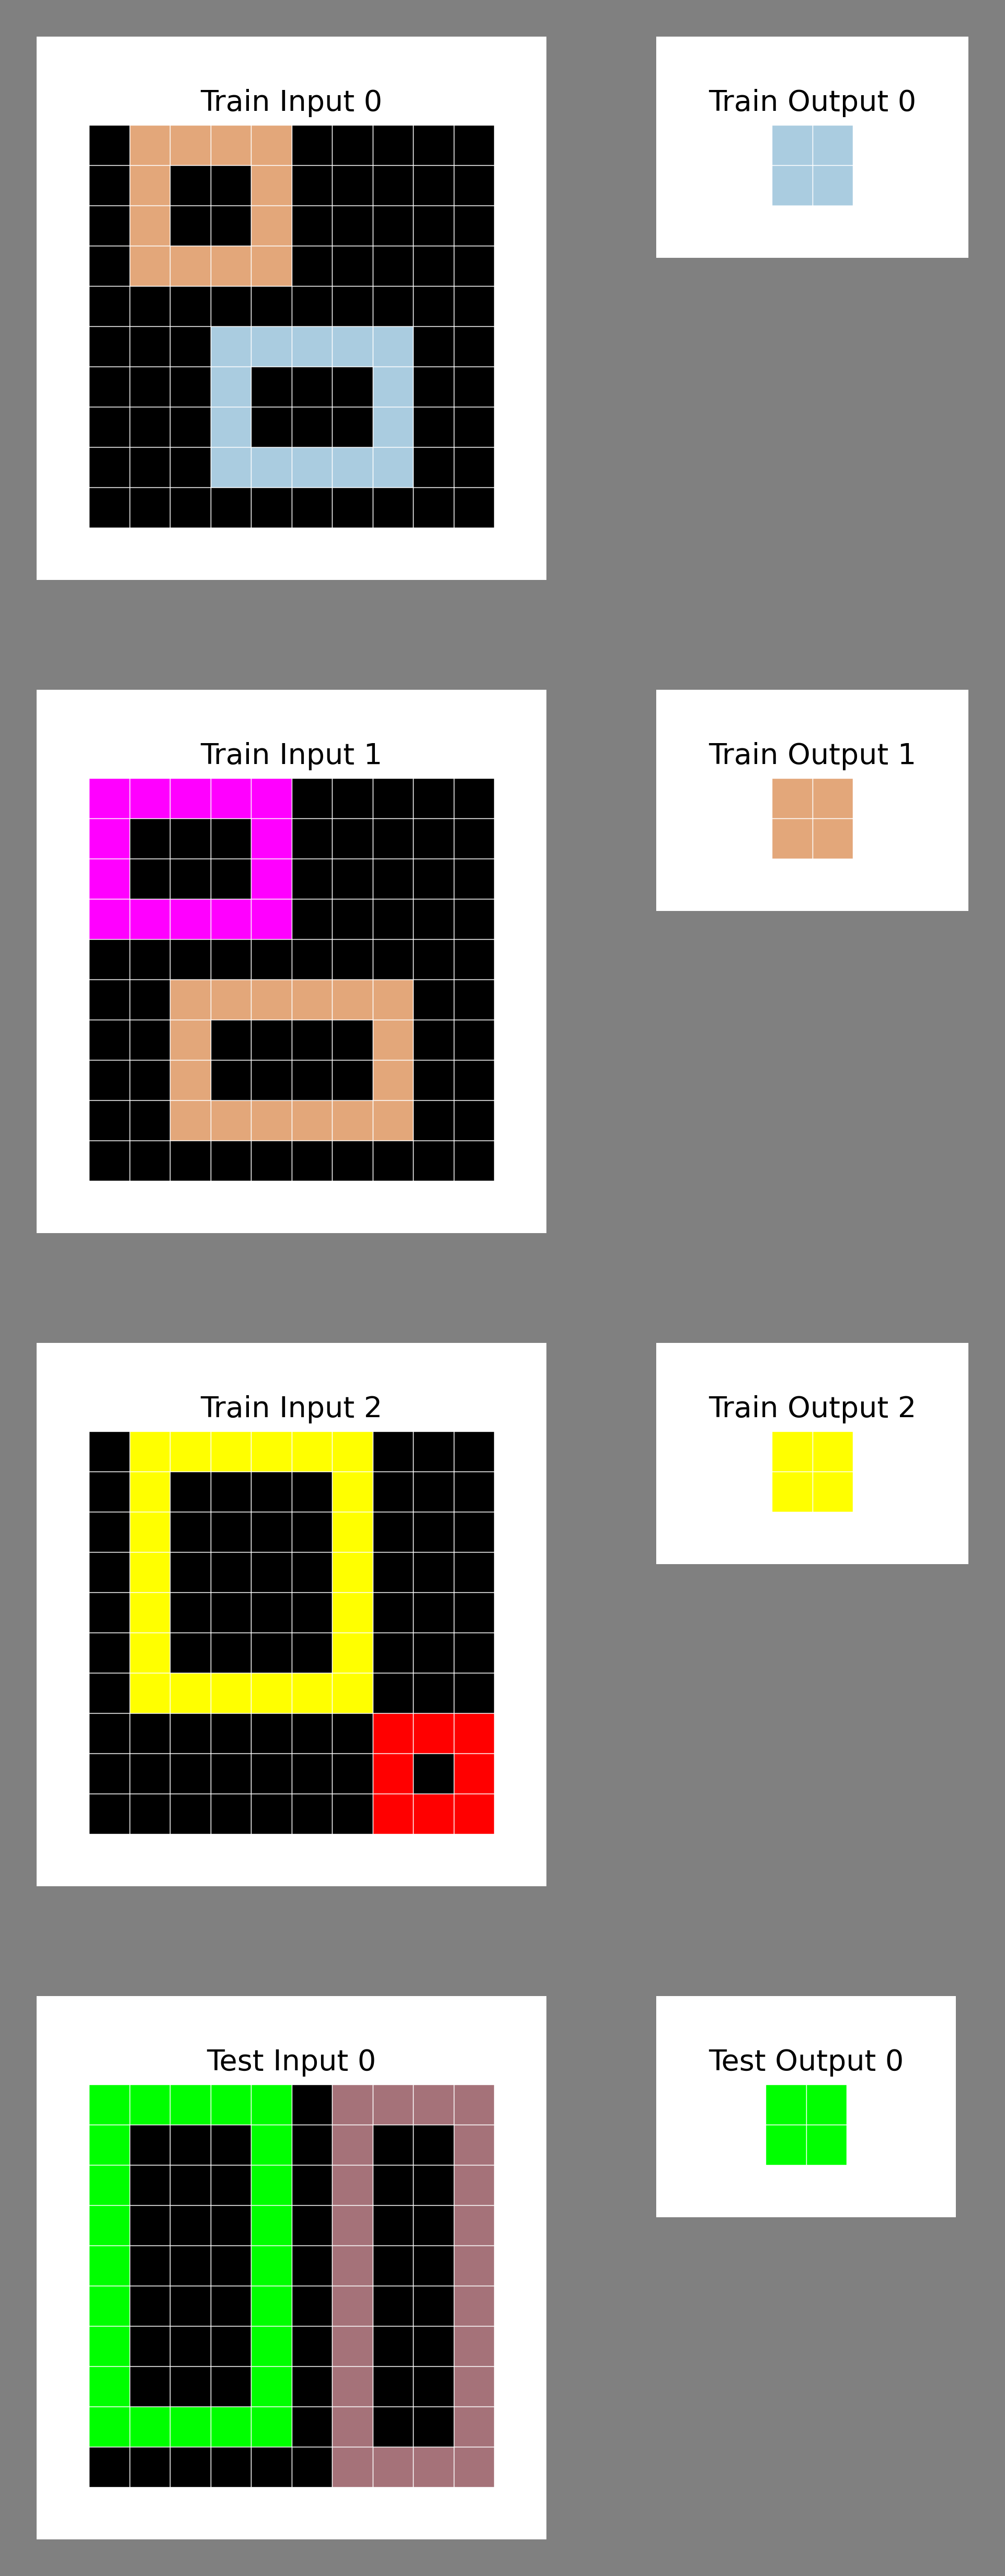 Train Input 0
Train Output 0
Train Input 1
Train Output 1
Train Input 2
Train Output 2
Test Input 0
Test Output 0